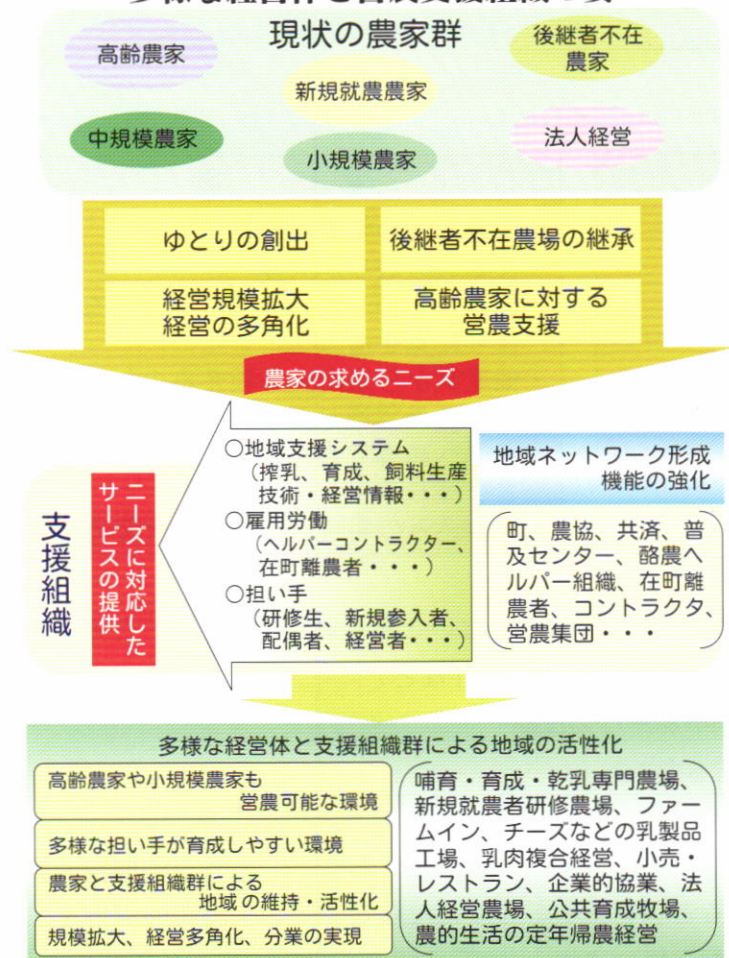 現状の農家群
高齢農家
後継者不在
農家
新規就農農家
中規模農家
小規模農家
法人経営
ゆとりの創出
後継者不在農場の継承
経営規模拡大
経営の多角化
高齢農家に対する
営農支援
農家の求めるニーズ
支援組織
ニーズに対応した
サービスの提供
○地域支援システム
(搾乳、育成、飼料生産
技術・経営情報・・・)
○雇用労働
(ヘルパーコントラクター、
在町離農者・・・)
○担い手
(研修生、新規参入者、
配偶者、経営者・・・)
地域ネットワーク形成
機能の強化
町、農協、共済、普
及センター、酪農ヘ
ルパー組織、在町離
農者、コントラクタ、
営農集団・・・
多様な経営体と支援組織群による地域の活性化
高齢農家や小規模農家も
営農可能な環境
多様な担い手が育成しやすい環境
農家と支援組織群による
地域の維持・活性化
規模拡大、経営多角化、分業の実現
哺育・育成・乾乳専門農場、
新規就農者研修農場、ファー
ムイン、チーズなどの乳製品
工場、乳肉複合経営、小売・
レストラン、企業的協業、法
人経営農場、公共育成牧場、
農的生活の定年帰農経営